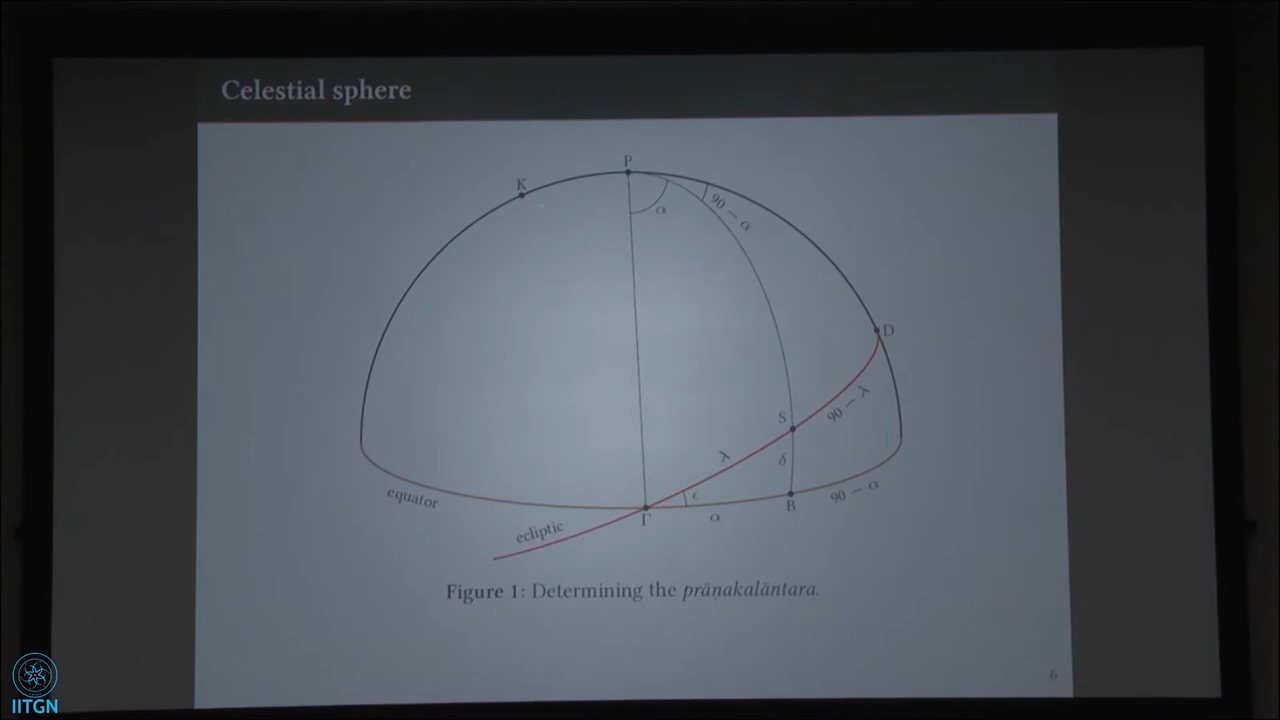 Celestial sphere
P
K
α
90 − α
D
S
90 − λ
λ
δ
ϵ
equator
90 − α
B
Γ
α
ecliptic
Figure 1: Determining the prāṇakalāntara.
6
IITGN